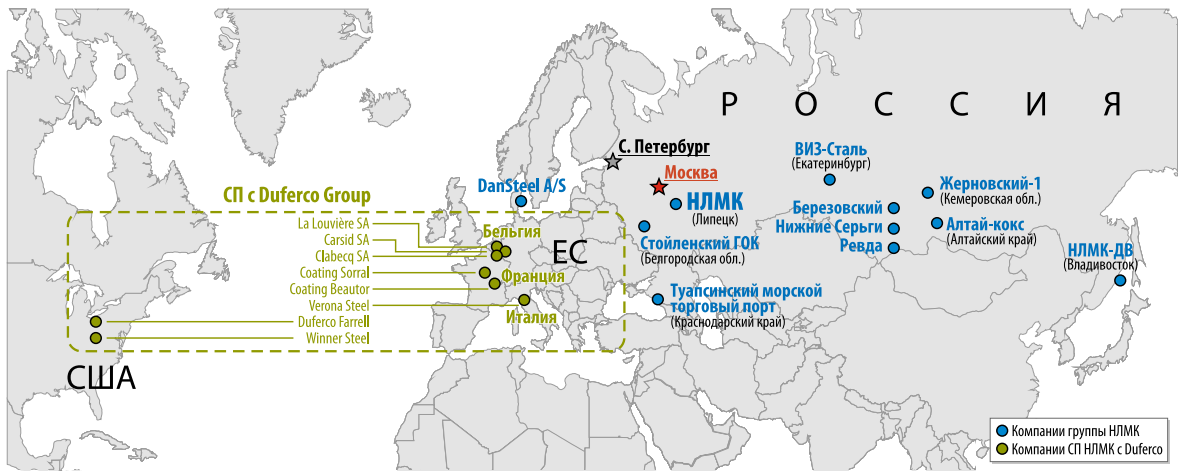 Р О С С И Я
С. Петербург
Москва
НЛМК
(Липецк)
Стойленский ГОК
(Белгородская обл.)
Туапсинский морской
торговый порт
(Краснодарский край)
ВИЗ-Сталь
(Екатеринбург)
Березовский
Нижние Серьги
Ревда
Жерновский-1
(Кемеровская обл.)
Алтай-кокс
(Алтайский край)
НЛМК-ДВ
(Владивосток)
DanSteel A/S
СП с Duferco Group
La Louvière SA
Carsid SA
Clabecq SA
Coating Sorral
Coating Beautor
Verona Steel
Duferco Farrell
Winner Steel
Бельгия
Франция
Италия
ЕС
США
Компании группы НЛМК
Компании СП НЛМК с Duferco